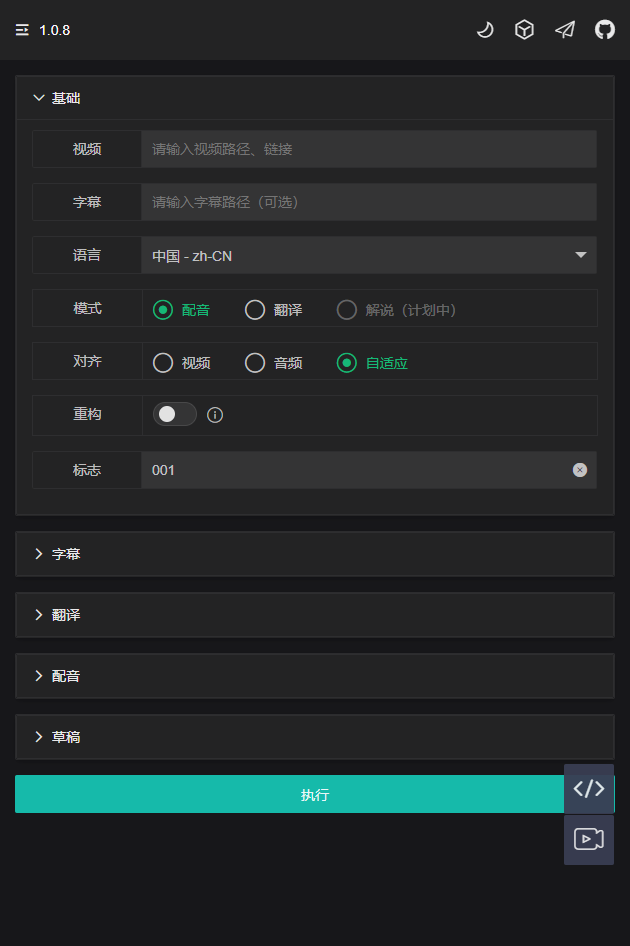 1.0.8
基础
视频 请输入视频路径、链接
字幕 请输入字幕路径（可选）
语言 中国 - zh-CN
模式 配音 翻译 解说（计划中）
对齐 视频 音频 自适应
重构
标志 001
字幕
翻译
配音
草稿
执行